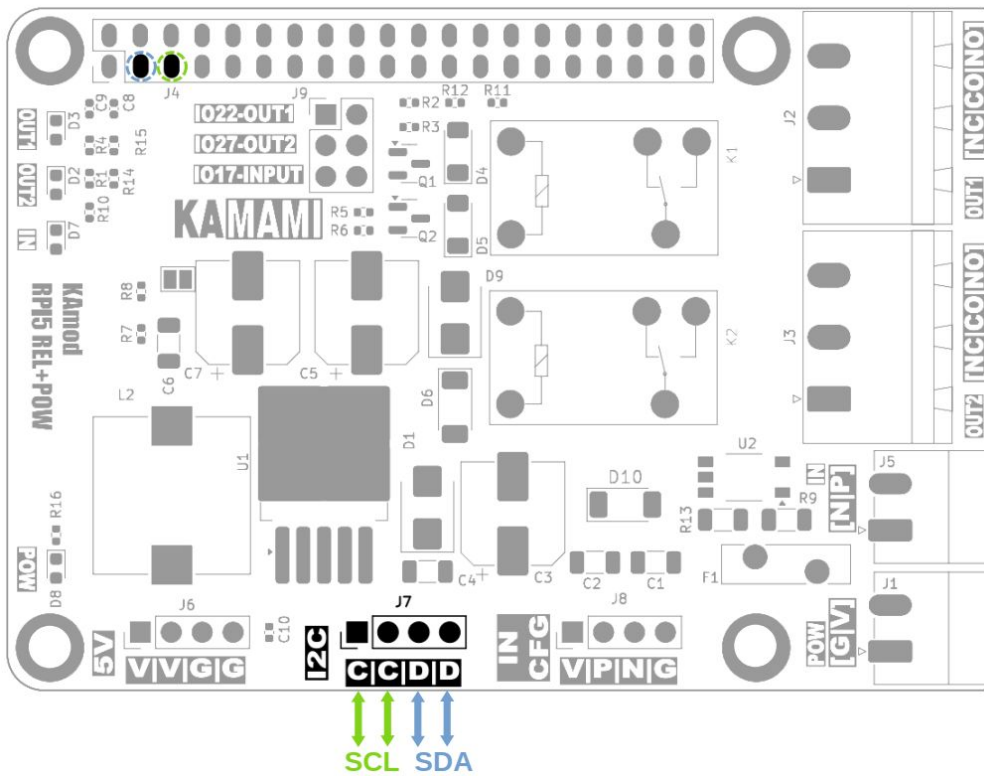 J4
J9
R2
R12
R11
C9
C8
D3
OUT1
IO22-OUT1
R3
R4
R15
IO27-OUT2
Q1
D4
K1
J2
[NC|CO|NO]
OUT1
OUT2
D2
R1
R14
IO17-INPUT
R10
IN
D7
KAMAMI
R5
R6
Q2
D5
D9
R8
R7
KAmod
RPI5 REL+POW
C6
C7 +
C5 +
K2
J3
[NC|CO|NO]
OUT2
L2
U1
D6
D1
U2
IN
[N|P]
J5
D10
R13
R9
R16
POW
D8
C4
+
C3
C2
C1
F1
J1
POW
[G|V]
J6
5V
V|V|G|G
C10
J7
I2C
C|C|D|D
J8
IN
CFG
V|P|N|G
SCL SDA